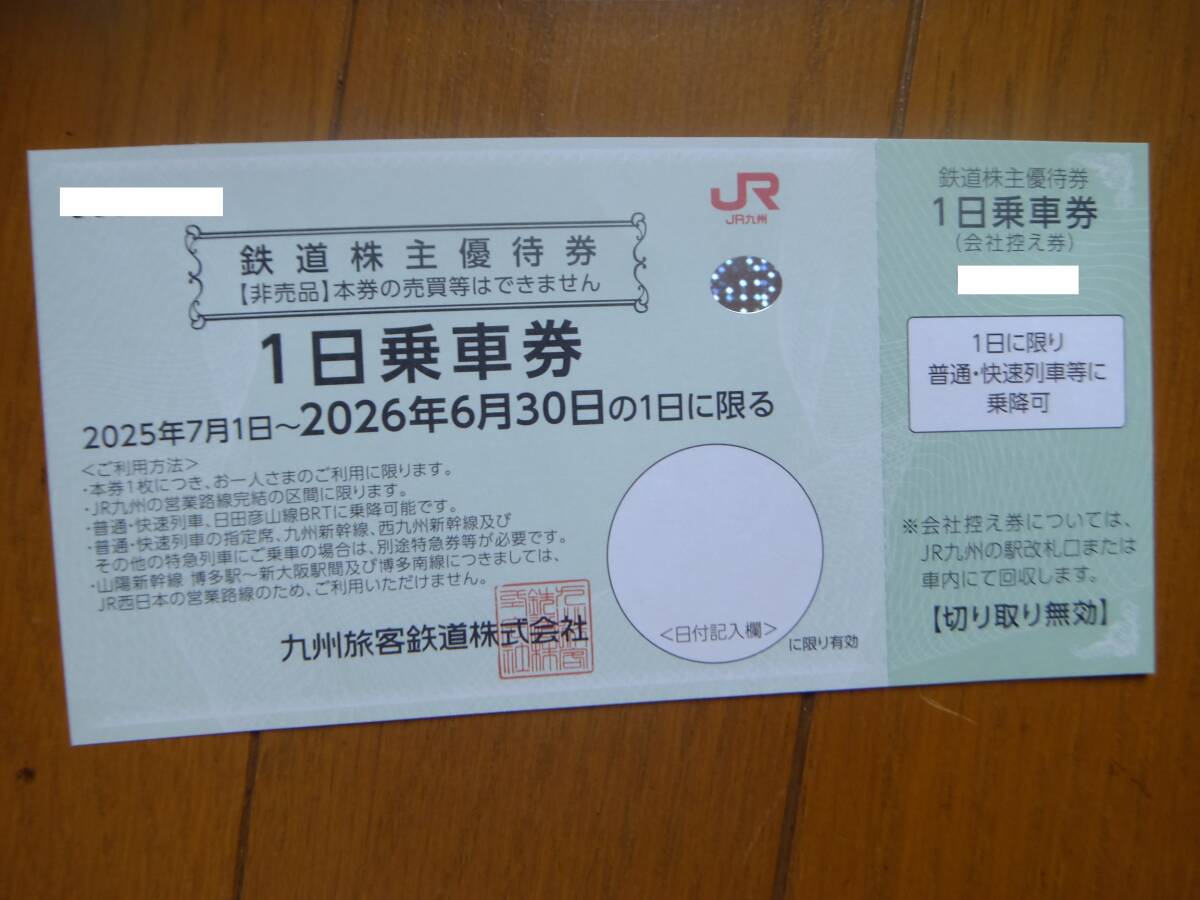 JR
JR九州
鉄道株主優待券
【非売品】本券の売買等はできません
1日乗車券
2025年7月1日～2026年6月30日の1日に限る
＜ご利用方法＞
・本券1枚につき、お一人さまのご利用に限ります。
・JR九州の営業路線完結の区間に限ります。
・普通・快速列車、日田彦山線BRTに乗降可能です。
・普通・快速列車の指定席、九州新幹線、西九州新幹線及び
その他の特急列車にご乗車の場合は、別途特急券等が必要です。
・山陽新幹線 博多駅～新大阪駅間及び博多南線につきましては、
JR西日本の営業路線のため、ご利用いただけません。
九州旅客鉄道株式会社
＜日付記入欄＞
に限り有効
鉄道株主優待券
1日乗車券
(会社控え券)
1日に限り
普通・快速列車等に
乗降可
※会社控え券については、
JR九州の駅改札口または
車内にて回収します。
【切り取り無効】